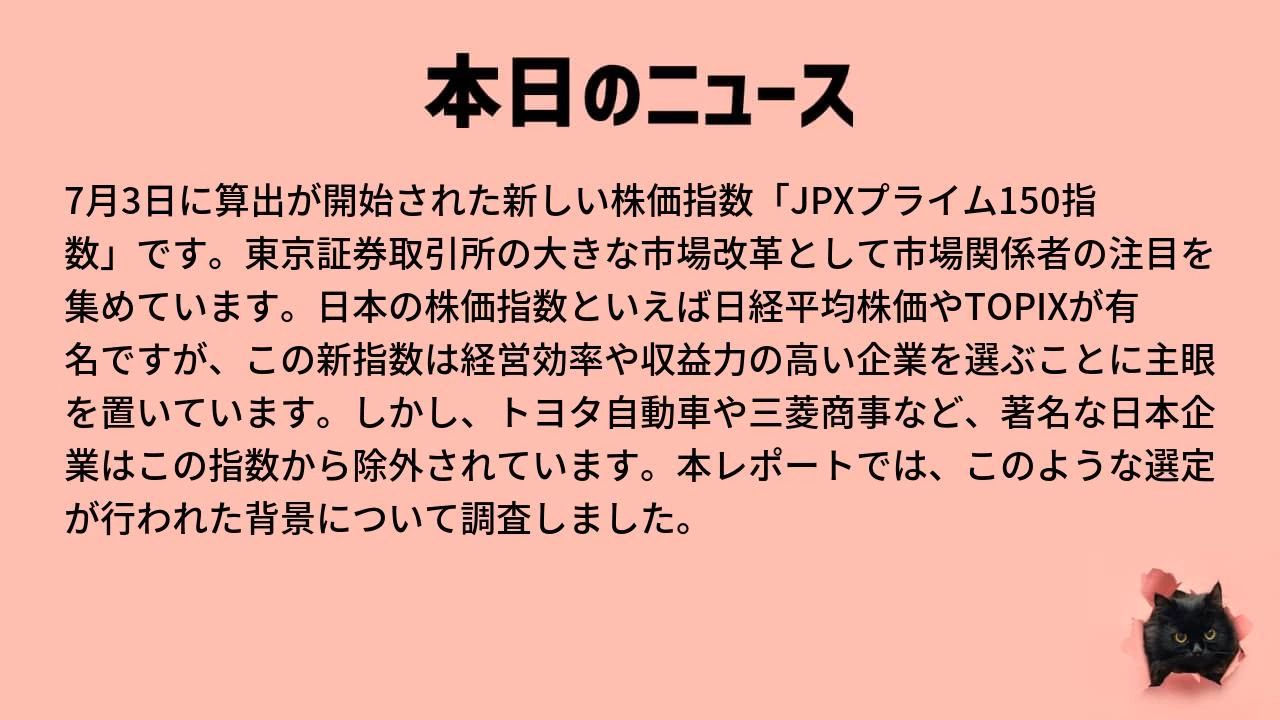 本日のニュース
7月3日に算出が開始された新しい株価指数「JPXプライム150指
数」です。東京証券取引所の大きな市場改革として市場関係者の注目を
集めています。日本の株価指数といえば日経平均株価やTOPIXが有
名ですが、この新指数は経営効率や収益力の高い企業を選ぶことに主眼
を置いています。しかし、トヨタ自動車や三菱商事など、著名な日本企
業はこの指数から除外されています。本レポートでは、このような選定
が行われた背景について調査しました。